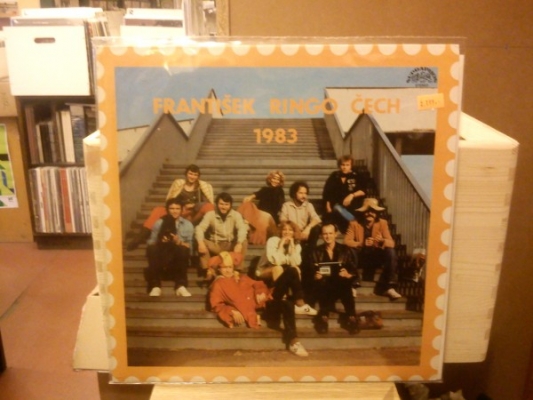 FRANTIŠEK RINGO ČECH
1983